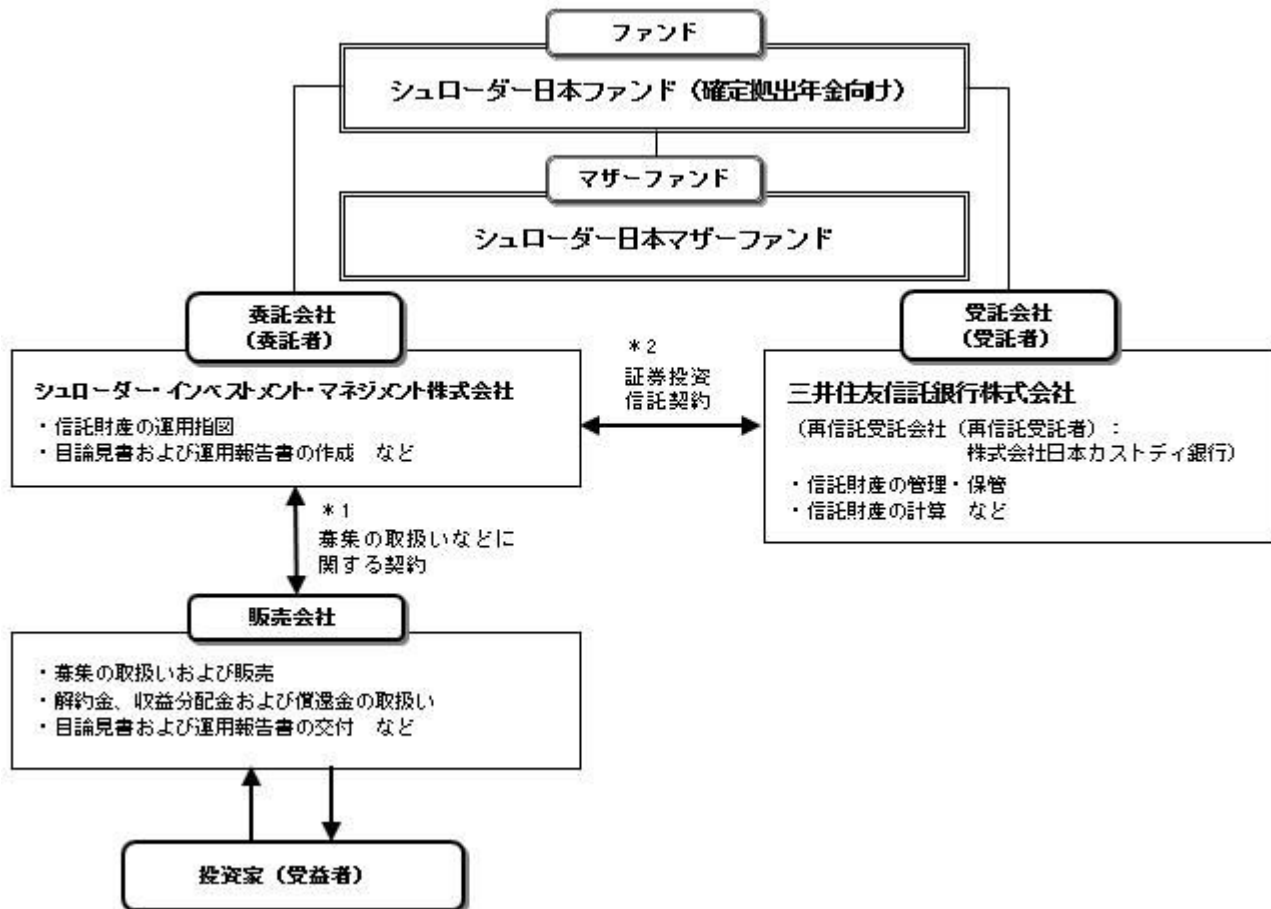 ファンド
シュローダー日本ファンド（確定拠出年金向け）
マザーファンド
シュローダー日本マザーファンド
委託会社
（委託者）
シュローダー・インベストメント・マネジメント株式会社
・信託財産の運用指図
・目論見書および運用報告書の作成　など
＊2
証券投資
信託契約
受託会社
（受託者）
三井住友信託銀行株式会社
（再信託受託会社（再信託受託者）：
株式会社日本カストディ銀行）
・信託財産の管理・保管
・信託財産の計算　など
＊1
募集の取扱いなどに
関する契約
販売会社
・募集の取扱いおよび販売
・解約金、収益分配金および償還金の取扱い
・目論見書および運用報告書の交付　など
投資家（受益者）